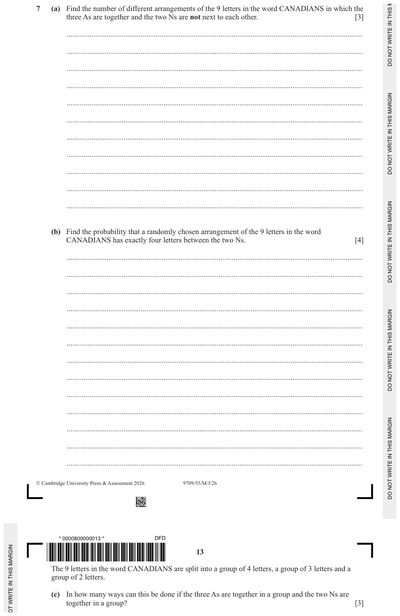 7 (a) Find the number of different arrangements of the 9 letters in the word CANADIANS in which the
three As are together and the two Ns are not next to each other. [3]
(b) Find the probability that a randomly chosen arrangement of the 9 letters in the word
CANADIANS has exactly four letters between the two Ns. [4]
© Cambridge University Press & Assessment 2026 9709/55/M/J/26
* 0000800000013 * DFD
13
The 9 letters in the word CANADIANS are split into a group of 4 letters, a group of 3 letters and a
group of 2 letters.
(c) In how many ways can this be done if the three As are together in a group and the two Ns are
together in a group? [3]
DO NOT WRITE IN THIS MARGIN
DO NOT WRITE IN THIS MARGIN
DO NOT WRITE IN THIS MARGIN
DO NOT WRITE IN THIS MARGIN
DO NOT WRITE IN THIS MARGIN
OT WRITE IN THIS MARGIN